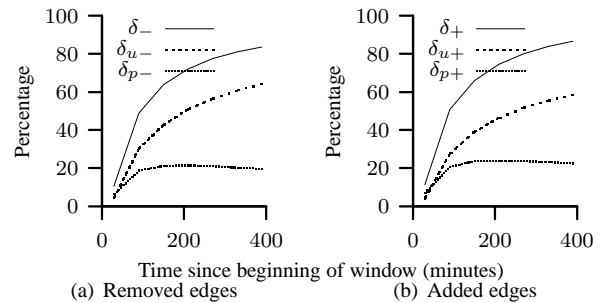 100
80
60
40
20
0
0 200 400
Percentage
δ−
δu−
δp−
100
80
60
40
20
0
0 200 400
Percentage
δ+
δu+
δp+
Time since beginning of window (minutes)
(a) Removed edges (b) Added edges